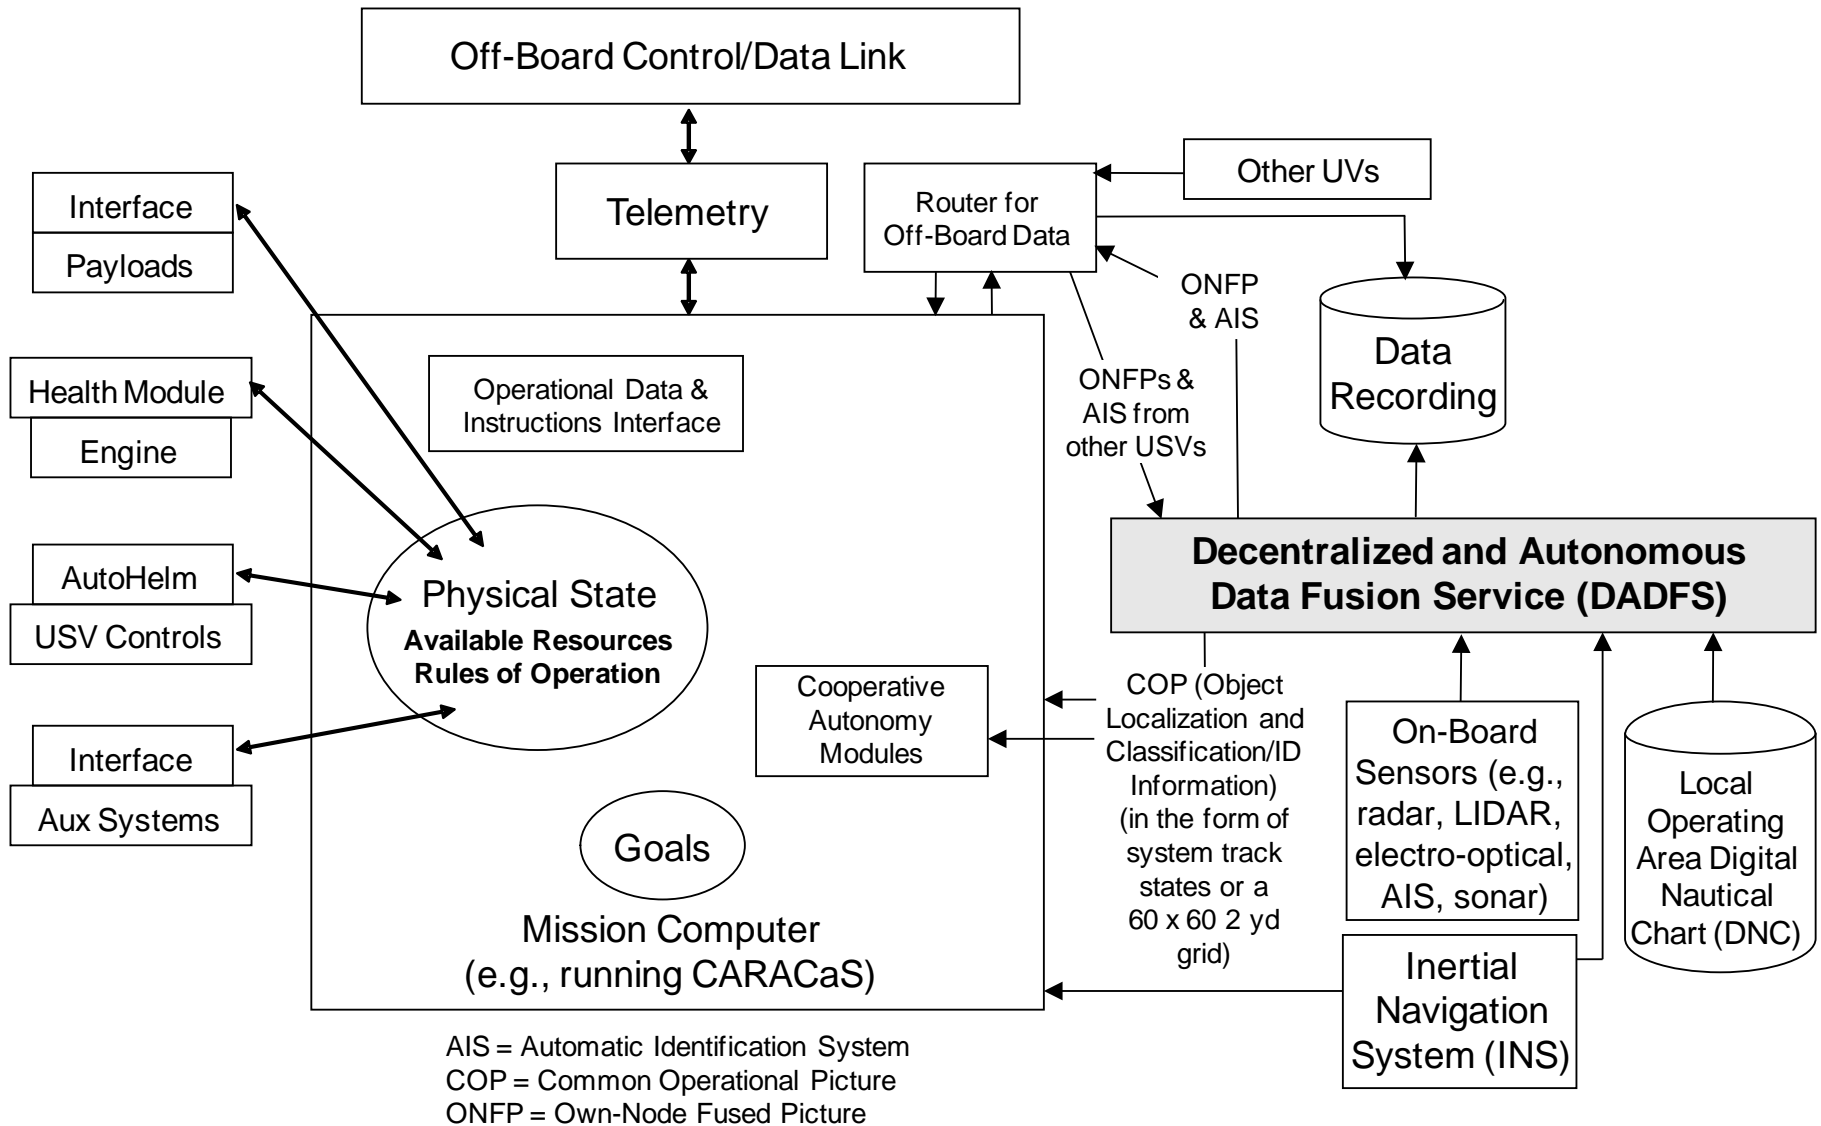 Off-Board Control/Data Link
Telemetry
Router for
Off-Board Data
Other UVs
Interface
Payloads
ONFP
& AIS
Data
Recording
Health Module
Engine
Operational Data &
Instructions Interface
ONFPs &
AIS from
other USVs
AutoHelm
USV Controls
Physical State
Available Resources
Rules of Operation
Decentralized and Autonomous
Data Fusion Service (DADFS)
Interface
Aux Systems
Cooperative
Autonomy
Modules
COP (Object
Localization and
Classification/ID
Information)
(in the form of
system track
states or a
60 x 60 2 yd
grid)
On-Board
Sensors (e.g.,
radar, LIDAR,
electro-optical,
AIS, sonar)
Local
Operating
Area Digital
Nautical
Chart (DNC)
Goals
Mission Computer
(e.g., running CARACaS)
Inertial
Navigation
System (INS)
AIS = Automatic Identification System
COP = Common Operational Picture
ONFP = Own-Node Fused Picture